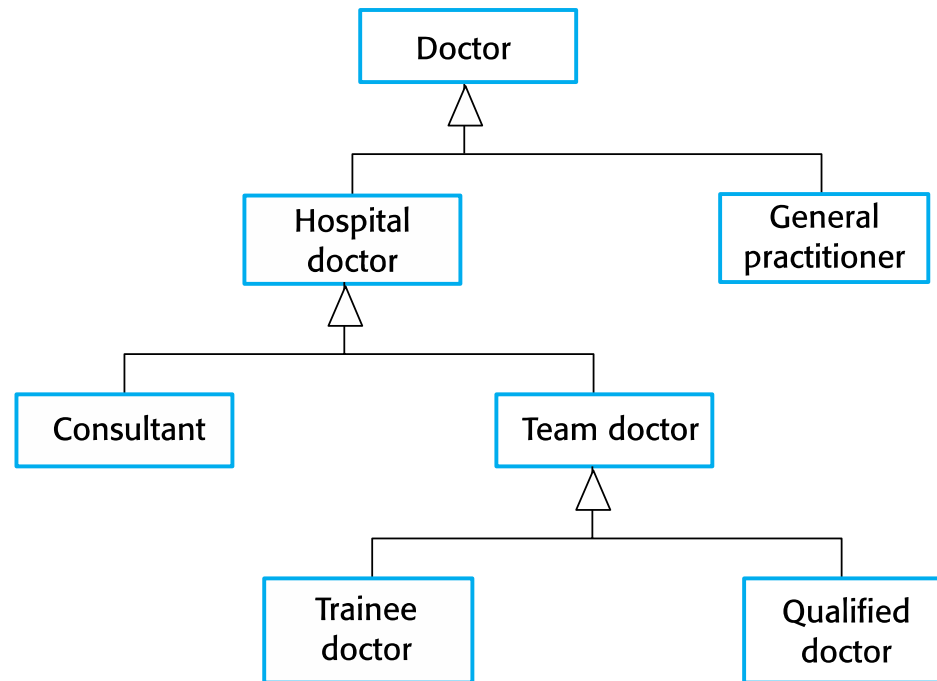 Doctor
Hospital
doctor
General
practitioner
Consultant
Team doctor
Trainee
doctor
Qualified
doctor